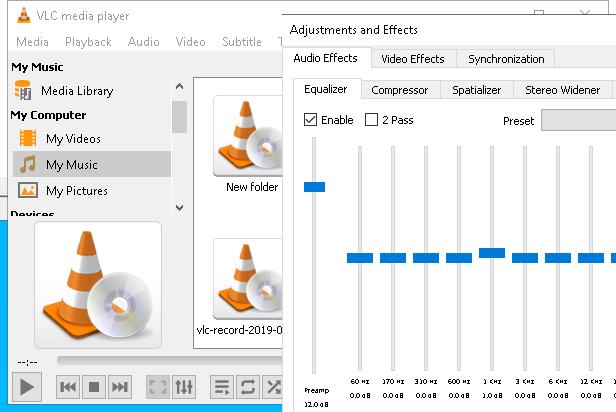 VLC media player
Media Playback Audio Video Subtitle
My Music
Media Library
My Computer
My Videos
My Music
My Pictures
Devices
New folder
vlc-record-2019-0
--:--
Adjustments and Effects
Audio Effects Video Effects Synchronization
Equalizer Compressor Spatializer Stereo Widener
Enable 2 Pass Preset
60 Hz 170 Hz 310 Hz 600 Hz 1 KHz 3 KHz 6 KHz 12 KHz
Preamp 0.0 dB 0.0 dB 0.0 dB 0.0 dB 1.0 dB 0.0 dB 0.0 dB 0.0 dB
12.0 dB